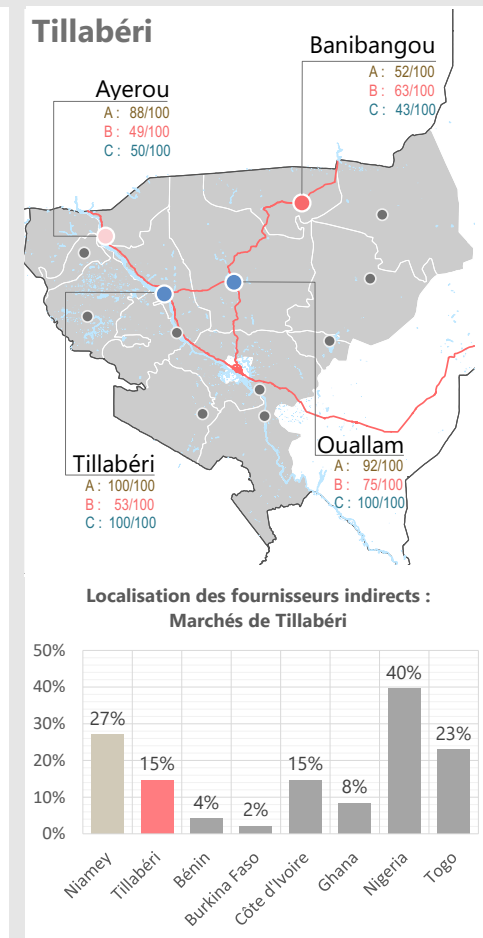 Tillabéri
Banibangou
A : 52/100
B : 63/100
C : 43/100
Ayerou
A : 88/100
B : 49/100
C : 50/100
Tillabéri
A : 100/100
B : 53/100
C : 100/100
Ouallam
A : 92/100
B : 75/100
C : 100/100
Localisation des fournisseurs indirects :
Marchés de Tillabéri
50%
40%
30%
20%
10%
0%
27%
15%
4%
2%
15%
8%
40%
23%
Niamey
Tillabéri
Bénin
Burkina Faso
Côte d'Ivoire
Ghana
Nigeria
Togo